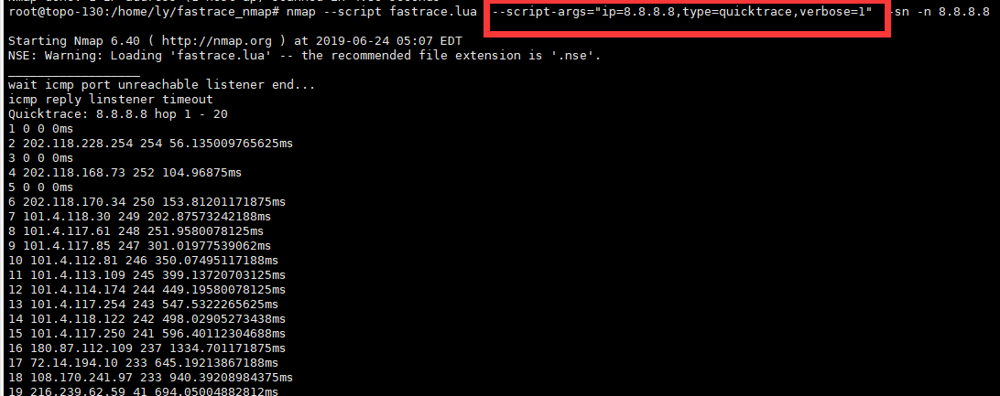 root@topo-130:/home/ly/fastrace_nmap# nmap --script fastrace.lua --script-args="ip=8.8.8.8,type=quicktrace,verbose=1" -sn -n 8.8.8.8
Starting Nmap 6.40 ( http://nmap.org ) at 2019-06-24 05:07 EDT
NSE: Warning: Loading 'fastrace.lua' -- the recommended file extension is '.nse'.
__________________
wait icmp port unreachable listener end...
icmp reply linstener timeout
Quicktrace: 8.8.8.8 hop 1 - 20
1 0 0 0ms
2 202.118.228.254 254 56.135009765625ms
3 0 0 0ms
4 202.118.168.73 252 104.96875ms
5 0 0 0ms
6 202.118.170.34 250 153.81201171875ms
7 101.4.118.30 249 202.87573242188ms
8 101.4.117.61 248 251.9580078125ms
9 101.4.117.85 247 301.01977539062ms
10 101.4.112.81 246 350.07495117188ms
11 101.4.113.109 245 399.13720703125ms
12 101.4.114.174 244 449.19580078125ms
13 101.4.117.254 243 547.5322265625ms
14 101.4.118.122 242 498.02905273438ms
15 101.4.117.250 241 596.40112304688ms
16 180.87.112.109 237 1334.701171875ms
17 72.14.194.10 233 645.19213867188ms
18 108.170.241.97 233 940.39208984375ms
19 216.239.62.59 41 694.05004882812ms